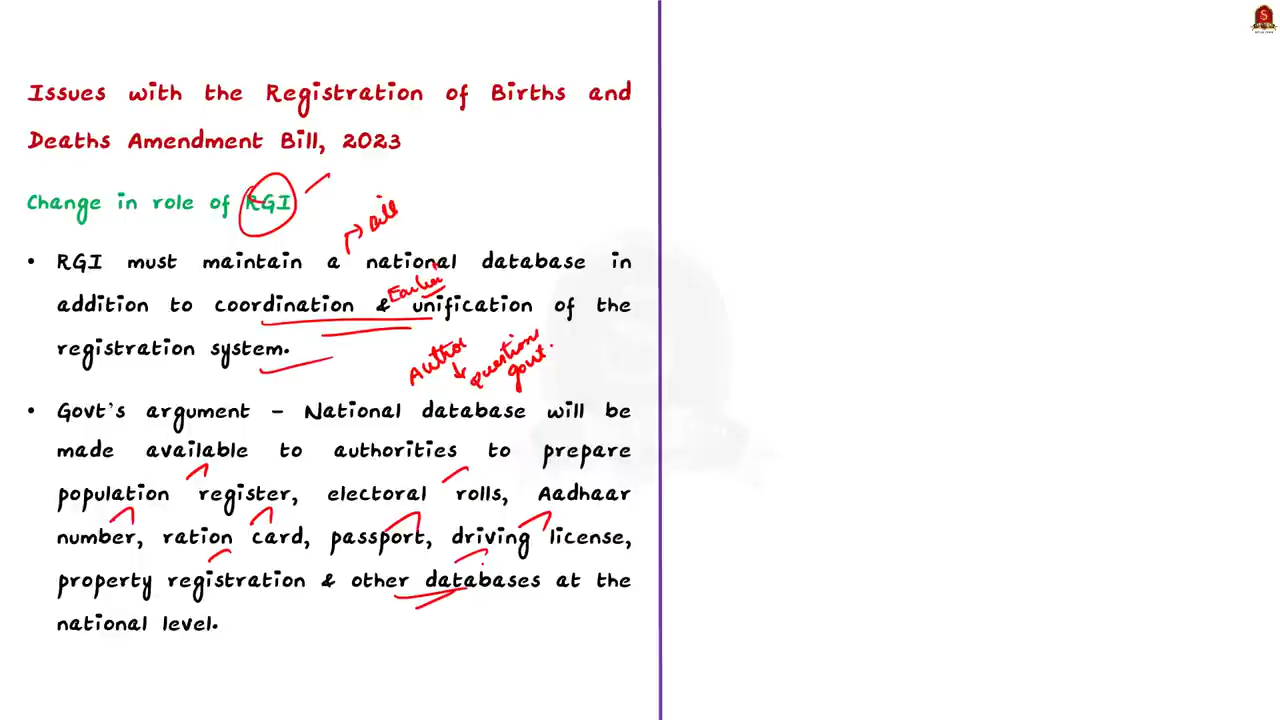 Issues with the Registration of Births and
Deaths Amendment Bill, 2023
Change in role of RGI
Bill
• RGI must maintain a national database in
Earlier
addition to coordination & unification of the
registration system.
Author
question
govt.
• Govt's argument – National database will be
made available to authorities to prepare
population register, electoral rolls, Aadhaar
number, ration card, passport, driving license,
property registration & other databases at the
national level.